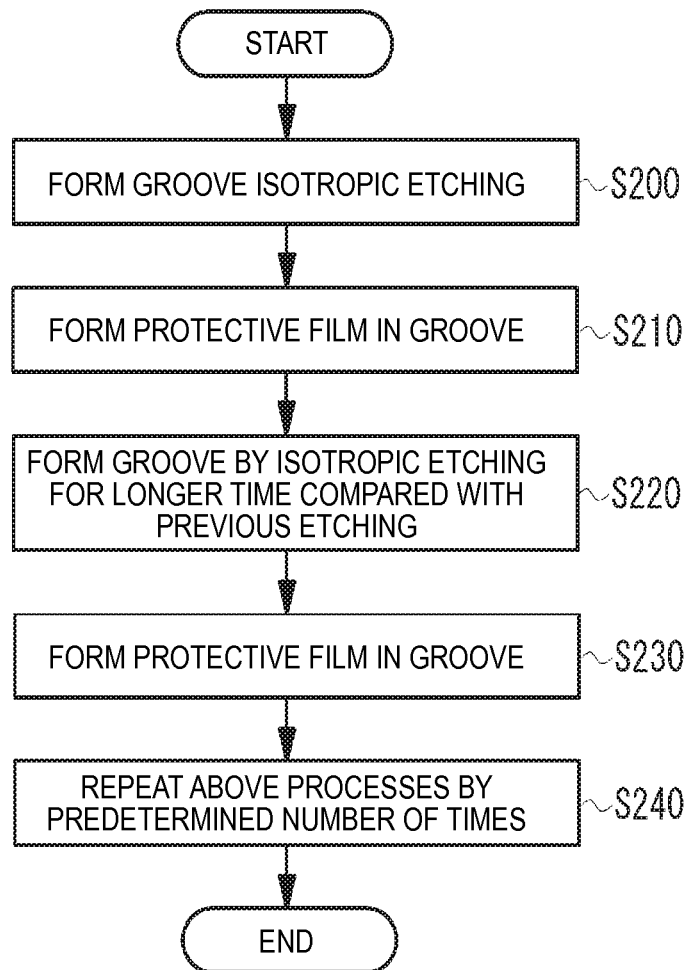 START
FORM GROOVE ISOTROPIC ETCHING
S200
FORM PROTECTIVE FILM IN GROOVE
S210
FORM GROOVE BY ISOTROPIC ETCHING
FOR LONGER TIME COMPARED WITH
PREVIOUS ETCHING
S220
FORM PROTECTIVE FILM IN GROOVE
S230
REPEAT ABOVE PROCESSES BY
PREDETERMINED NUMBER OF TIMES
S240
END